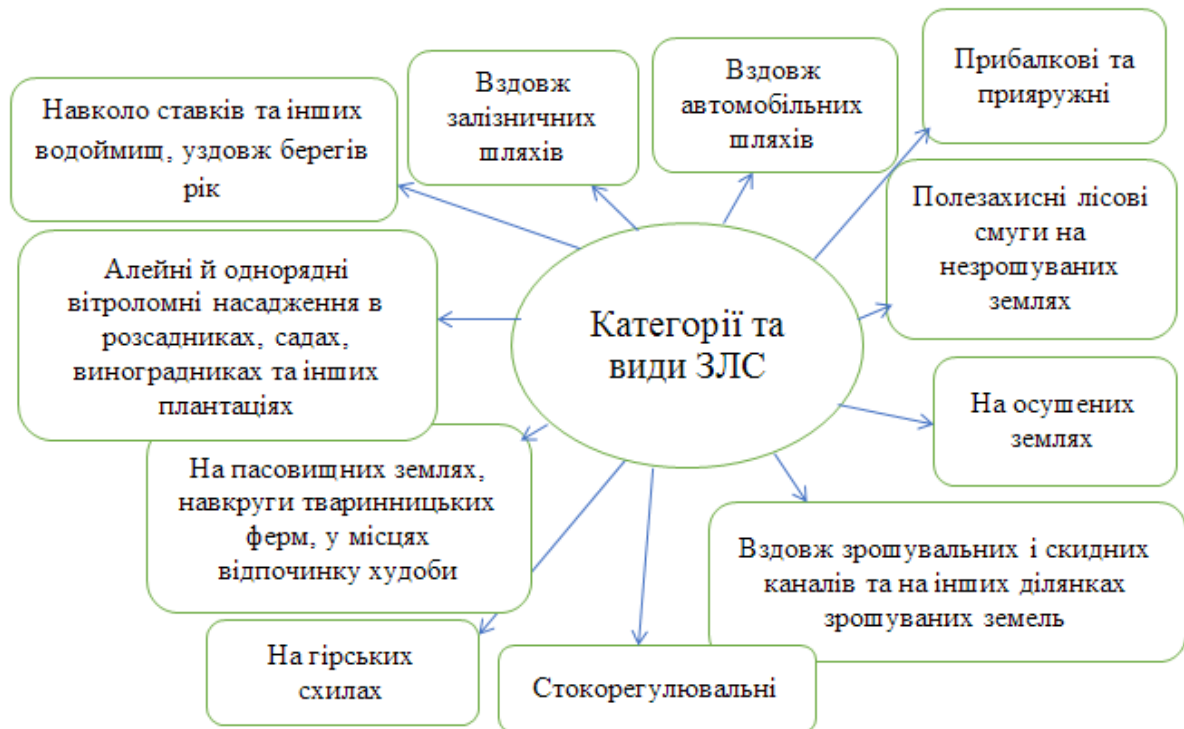 Навколо ставків та інших
водоймищ, уздовж берегів
рік
Вздовж
залізничних
шляхів
Вздовж
автомобільних
шляхів
Прибалкові та
прияружні
Полезахисні лісові
смуги на
незрошуваних
землях
Алейні й однорядні
вітроломні насадження в
розсадниках, садах,
виноградниках та інших
плантаціях
Категорії та
види ЗЛС
На осушених
землях
На пасовищних землях,
навкруги тваринницьких
ферм, у місцях
відпочинку худоби
Вздовж зрошувальних і скидних
каналів та на інших ділянках
зрошуваних земель
На гірських
схилах
Стокорегулювальні